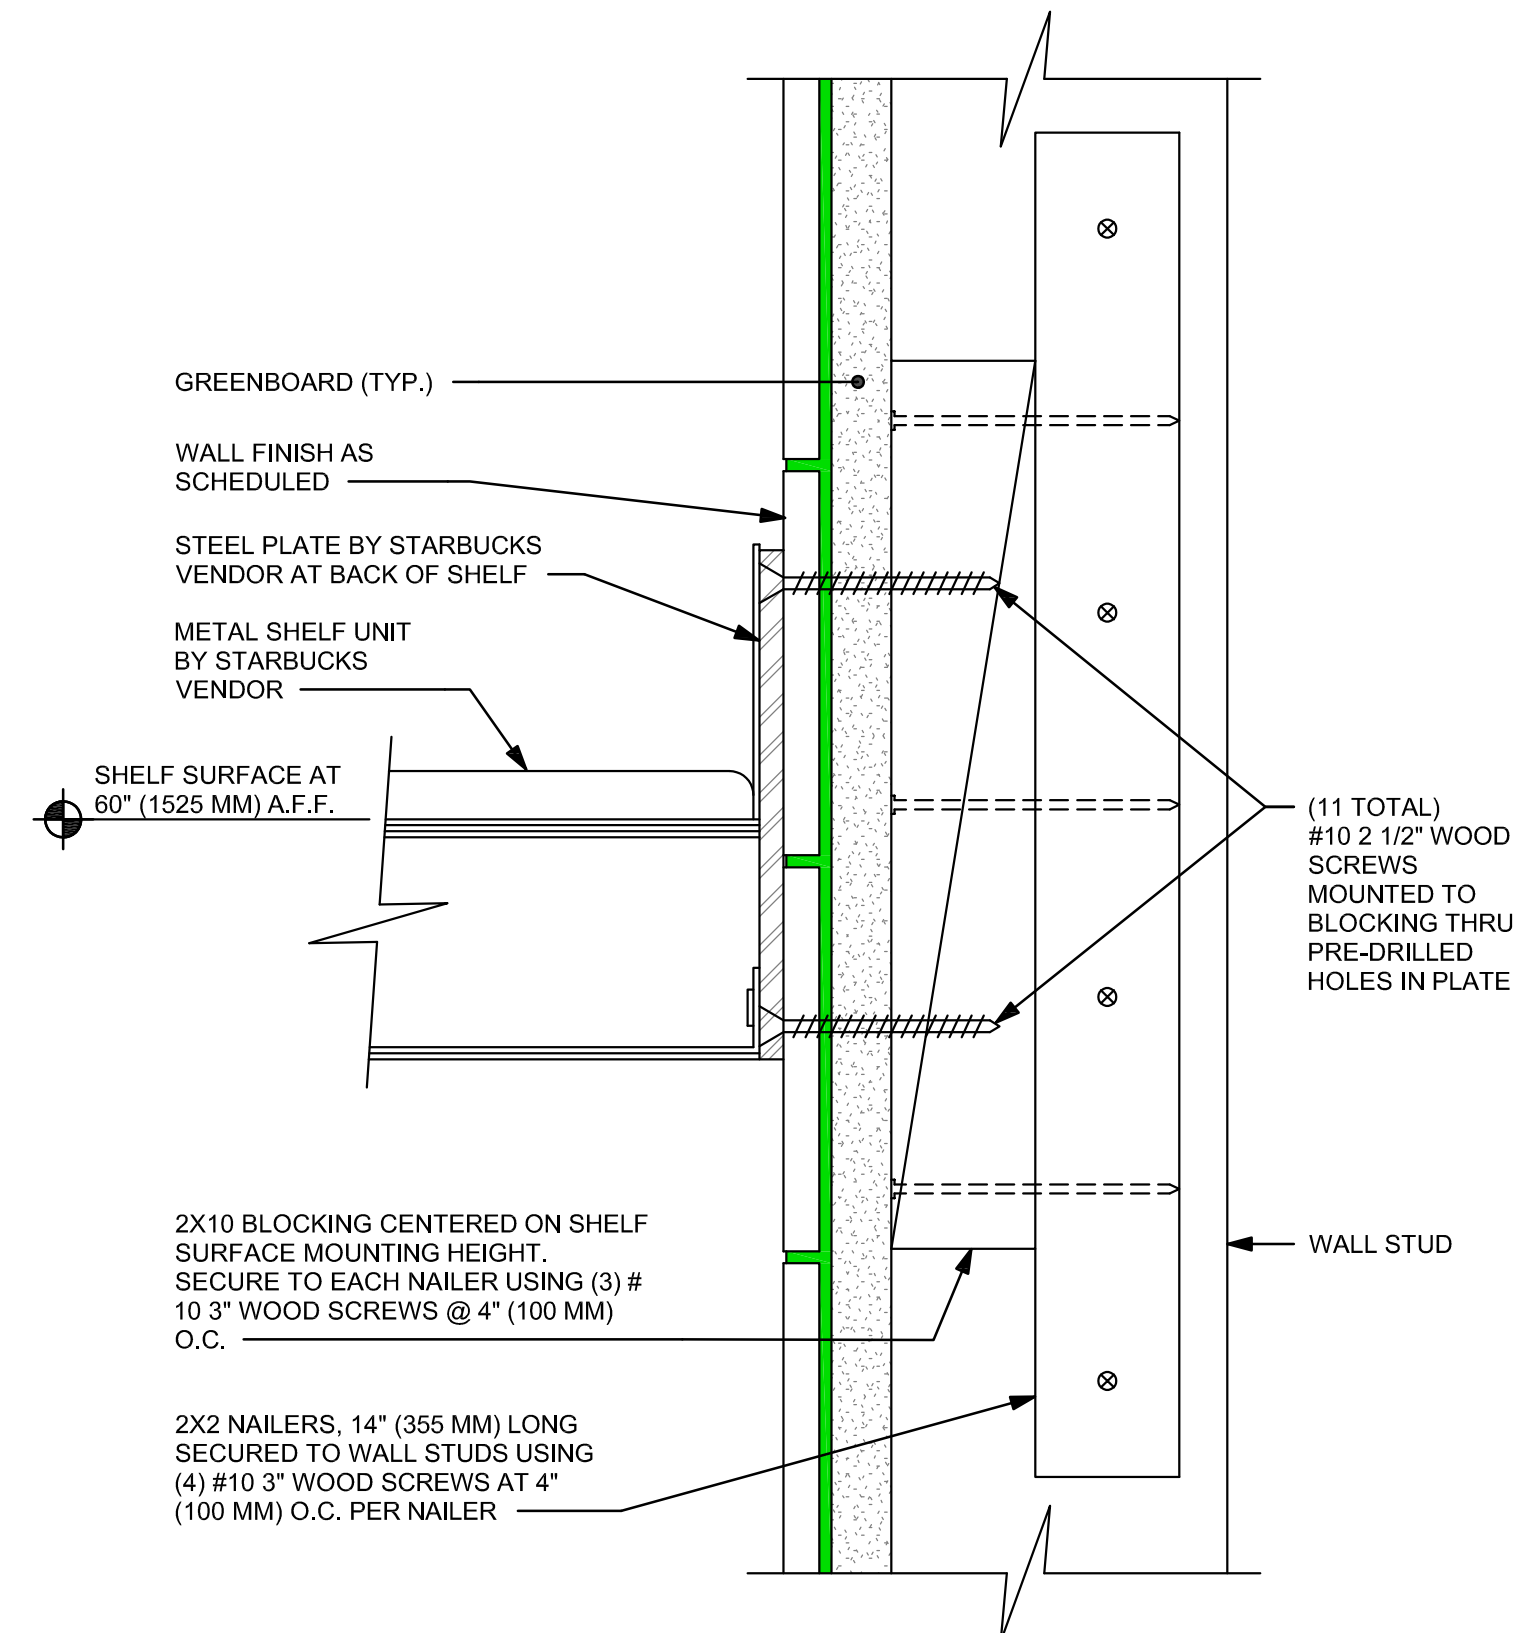 GREENBOARD (TYP.)
WALL FINISH AS
SCHEDULED
STEEL PLATE BY STARBUCKS
VENDOR AT BACK OF SHELF
METAL SHELF UNIT
BY STARBUCKS
VENDOR
SHELF SURFACE AT
60" (1525 MM) A.F.F.
(11 TOTAL)
#10 2 1/2" WOOD
SCREWS
MOUNTED TO
BLOCKING THRU
PRE-DRILLED
HOLES IN PLATE
2X10 BLOCKING CENTERED ON SHELF
SURFACE MOUNTING HEIGHT.
SECURE TO EACH NAILER USING (3) #
10 3" WOOD SCREWS @ 4" (100 MM)
O.C.
WALL STUD
2X2 NAILERS, 14" (355 MM) LONG
SECURED TO WALL STUDS USING
(4) #10 3" WOOD SCREWS AT 4"
(100 MM) O.C. PER NAILER